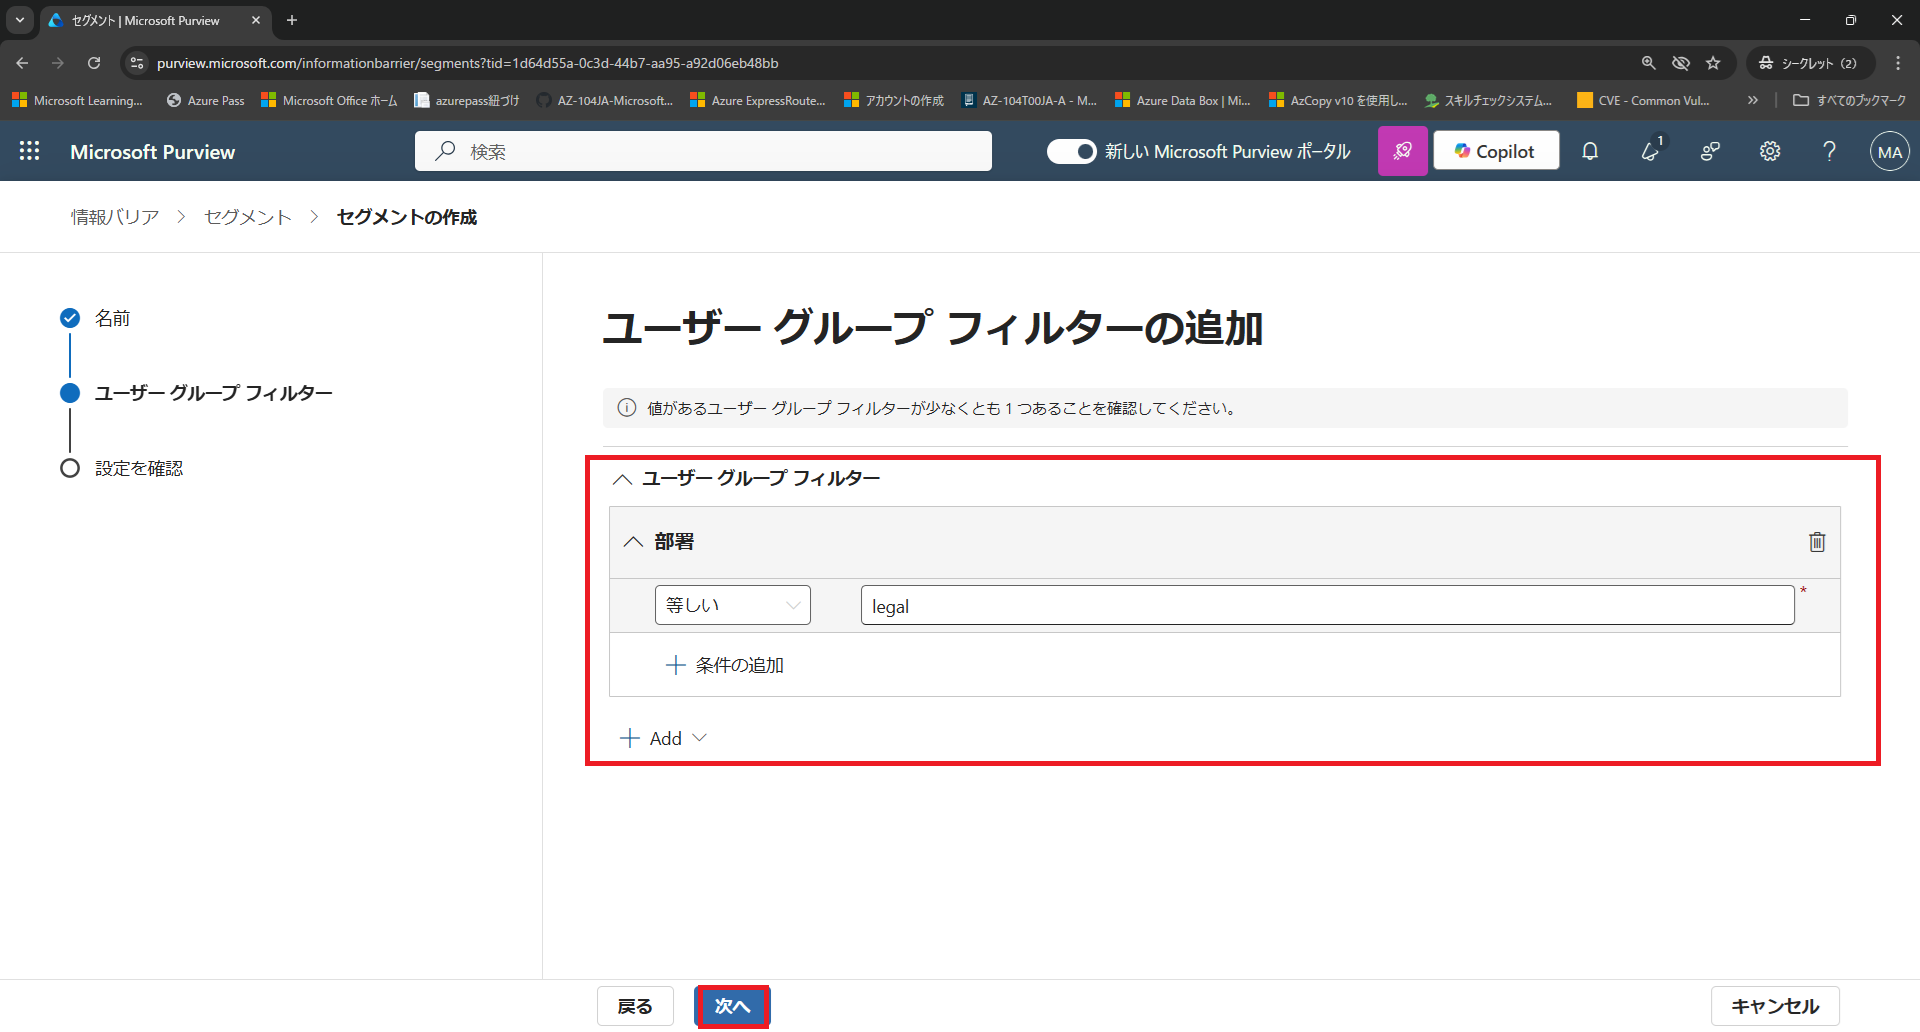 セグメント | Microsoft Purview
purview.microsoft.com/informationbarrier/segments?tid=1d64d55a-0c3d-44b7-aa95-a92d06eb48bb
シークレット (2)
Microsoft Learning...
Azure Pass
Microsoft Office ホーム
azurepass紐づけ
AZ-104JA-Microsoft...
Azure ExpressRoute...
アカウントの作成
AZ-104T00JA-A - M...
Azure Data Box | Mi...
AzCopy v10 を使用し...
スキルチェックシステム...
CVE - Common Vul...
»
すべてのブックマーク
Microsoft Purview
検索
新しい Microsoft Purview ポータル
Copilot
1
?
MA
情報バリア > セグメント > セグメントの作成
名前
ユーザー グループ フィルター
設定を確認
ユーザー グループ フィルターの追加
値があるユーザー グループ フィルターが少なくとも 1 つあることを確認してください。
ユーザー グループ フィルター
部署
等しい
legal
*
条件の追加
Add
戻る
次へ
キャンセル